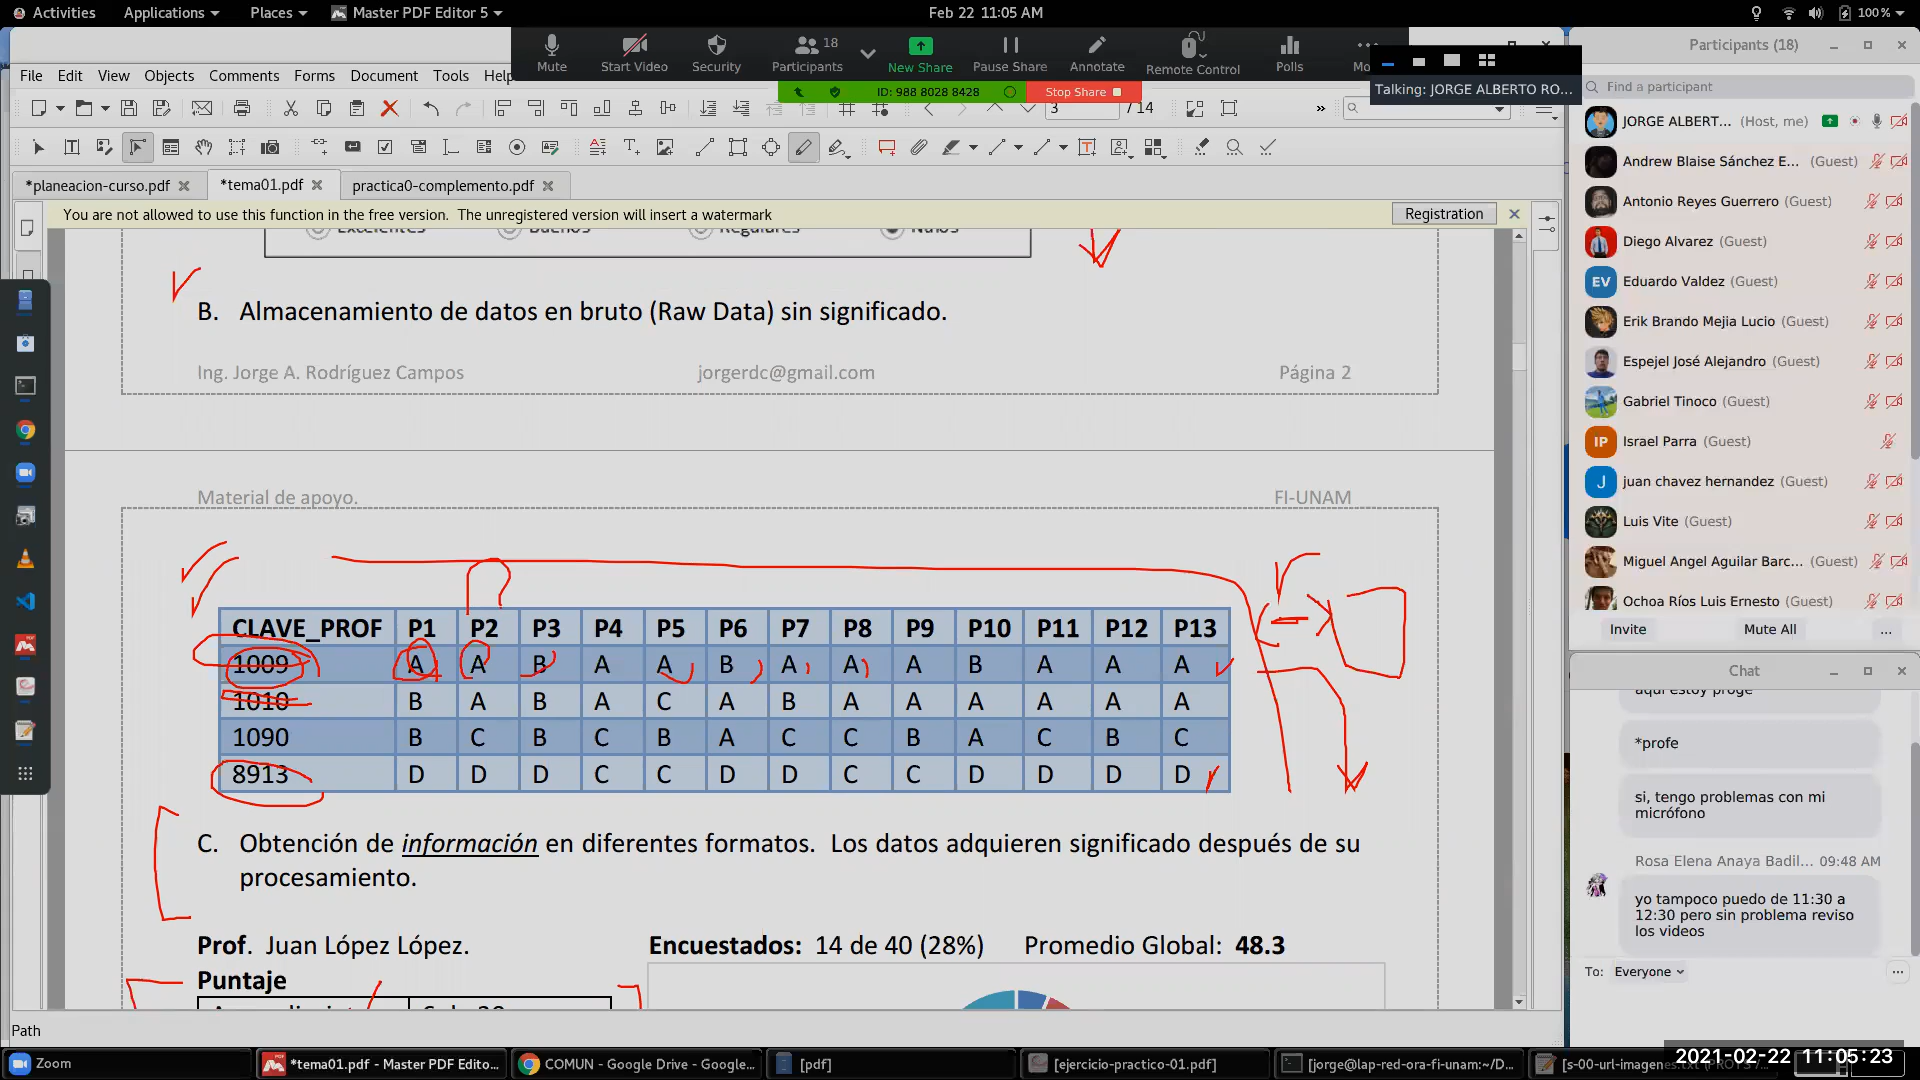 Activities
Applications
Places
Master PDF Editor 5
Feb 22 11:05 AM
100 %
File Edit View Objects Comments Forms Document Tools Help
Mute
Start Video
Security
Participants
18
New Share
Pause Share
Annotate
Remote Control
Polls
ID: 988 8028 8428
Stop Share
Talking: JORGE ALBERTO RO...
3 / 14
*planeacion-curso.pdf
*tema01.pdf
practica0-complemento.pdf
You are not allowed to use this function in the free version. The unregistered version will insert a watermark
Registration
B. Almacenamiento de datos en bruto (Raw Data) sin significado.
Ing. Jorge A. Rodríguez Campos jorgerdc@gmail.com Página 2
Material de apoyo. FI-UNAM
CLAVE_PROF P1 P2 P3 P4 P5 P6 P7 P8 P9 P10 P11 P12 P13
1009 A A B A A B A A A B A A A
1010 B A B A C A B A A A A A A
1090 B C B C B A C C B A C B C
8913 D D D C C D D C C D D D D
C. Obtención de información en diferentes formatos. Los datos adquieren significado después de su
procesamiento.
Prof. Juan López López. Encuestados: 14 de 40 (28%) Promedio Global: 48.3
Puntaje
Path
Participants (18)
Find a participant
JORGE ALBERT... (Host, me)
Andrew Blaise Sánchez E... (Guest)
Antonio Reyes Guerrero (Guest)
Diego Alvarez (Guest)
EV Eduardo Valdez (Guest)
Erik Brando Mejia Lucio (Guest)
Espejel José Alejandro (Guest)
Gabriel Tinoco (Guest)
IP Israel Parra (Guest)
J juan chavez hernandez (Guest)
Luis Vite (Guest)
Miguel Angel Aguilar Barc... (Guest)
Ochoa Ríos Luis Ernesto (Guest)
Invite
Mute All
...
Chat
aqui estoy proge
*profe
si, tengo problemas con mi
micrófono
Rosa Elena Anaya Badil... 09:48 AM
yo tampoco puedo de 11:30 a
12:30 pero sin problema reviso
los videos
To: Everyone
Zoom
*tema01.pdf - Master PDF Edito...
COMUN - Google Drive - Google...
[pdf]
[ejercicio-practico-01.pdf]
[jorge@lap-red-ora-fi-unam:~/D...
2021-02-22 11:05:23